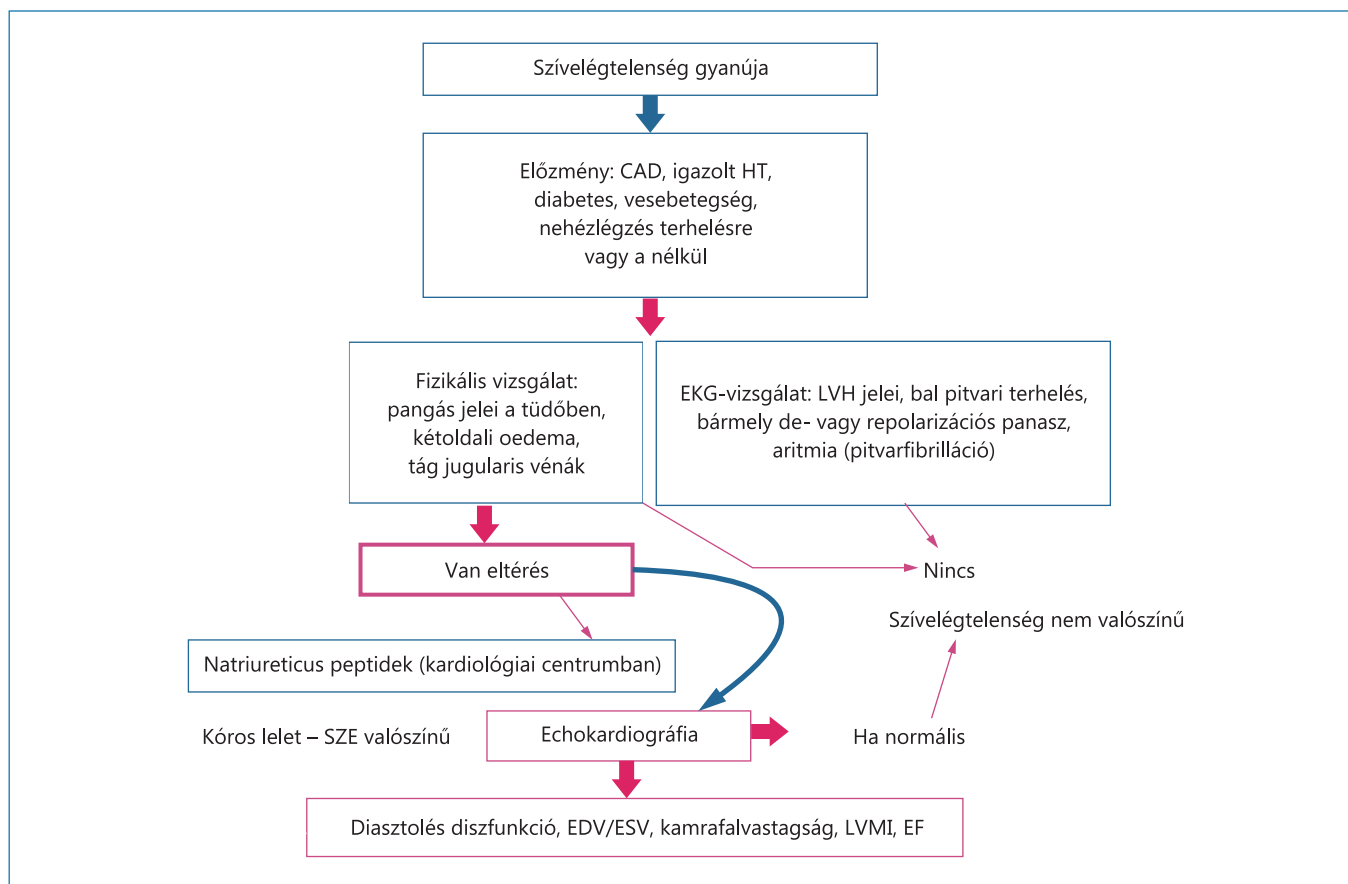 Szívelégtelenség gyanúja
Előzmény: CAD, igazolt HT,
diabetes, vesebetegség,
nehézlégzés terhelésre
vagy a nélkül
Fizikális vizsgálat:
pangás jelei a tüdőben,
kétoldali oedema,
tág jugularis vénák
EKG-vizsgálat: LVH jelei, bal pitvari terhelés,
bármely de- vagy repolarizációs panasz,
aritmia (pitvarfibrilláció)
Van eltérés
Nincs
Szívelégtelenség nem valószínű
Natriureticus peptidek (kardiológiai centrumban)
Kóros lelet – SZE valószínű
Echokardiográfia
Ha normális
Diasztolés diszfunkció, EDV/ESV, kamrafalvastagság, LVMI, EF